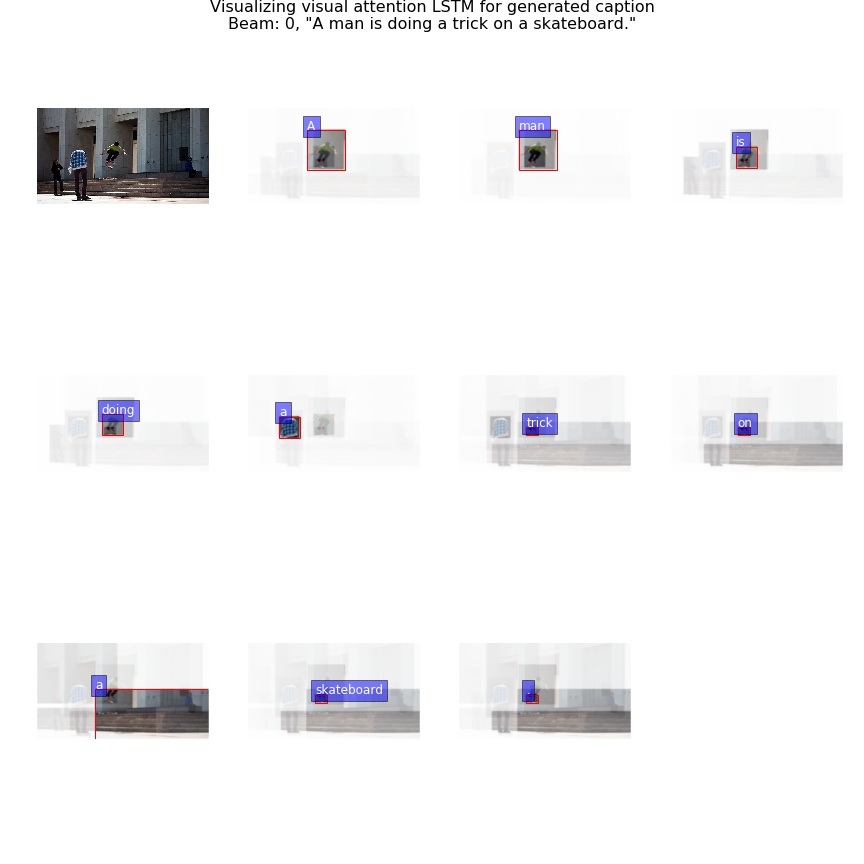 Visualizing visual attention LSTM for generated caption
Beam: 0, "A man is doing a trick on a skateboard."
A
man
is
doing
a
trick
on
a
skateboard
.